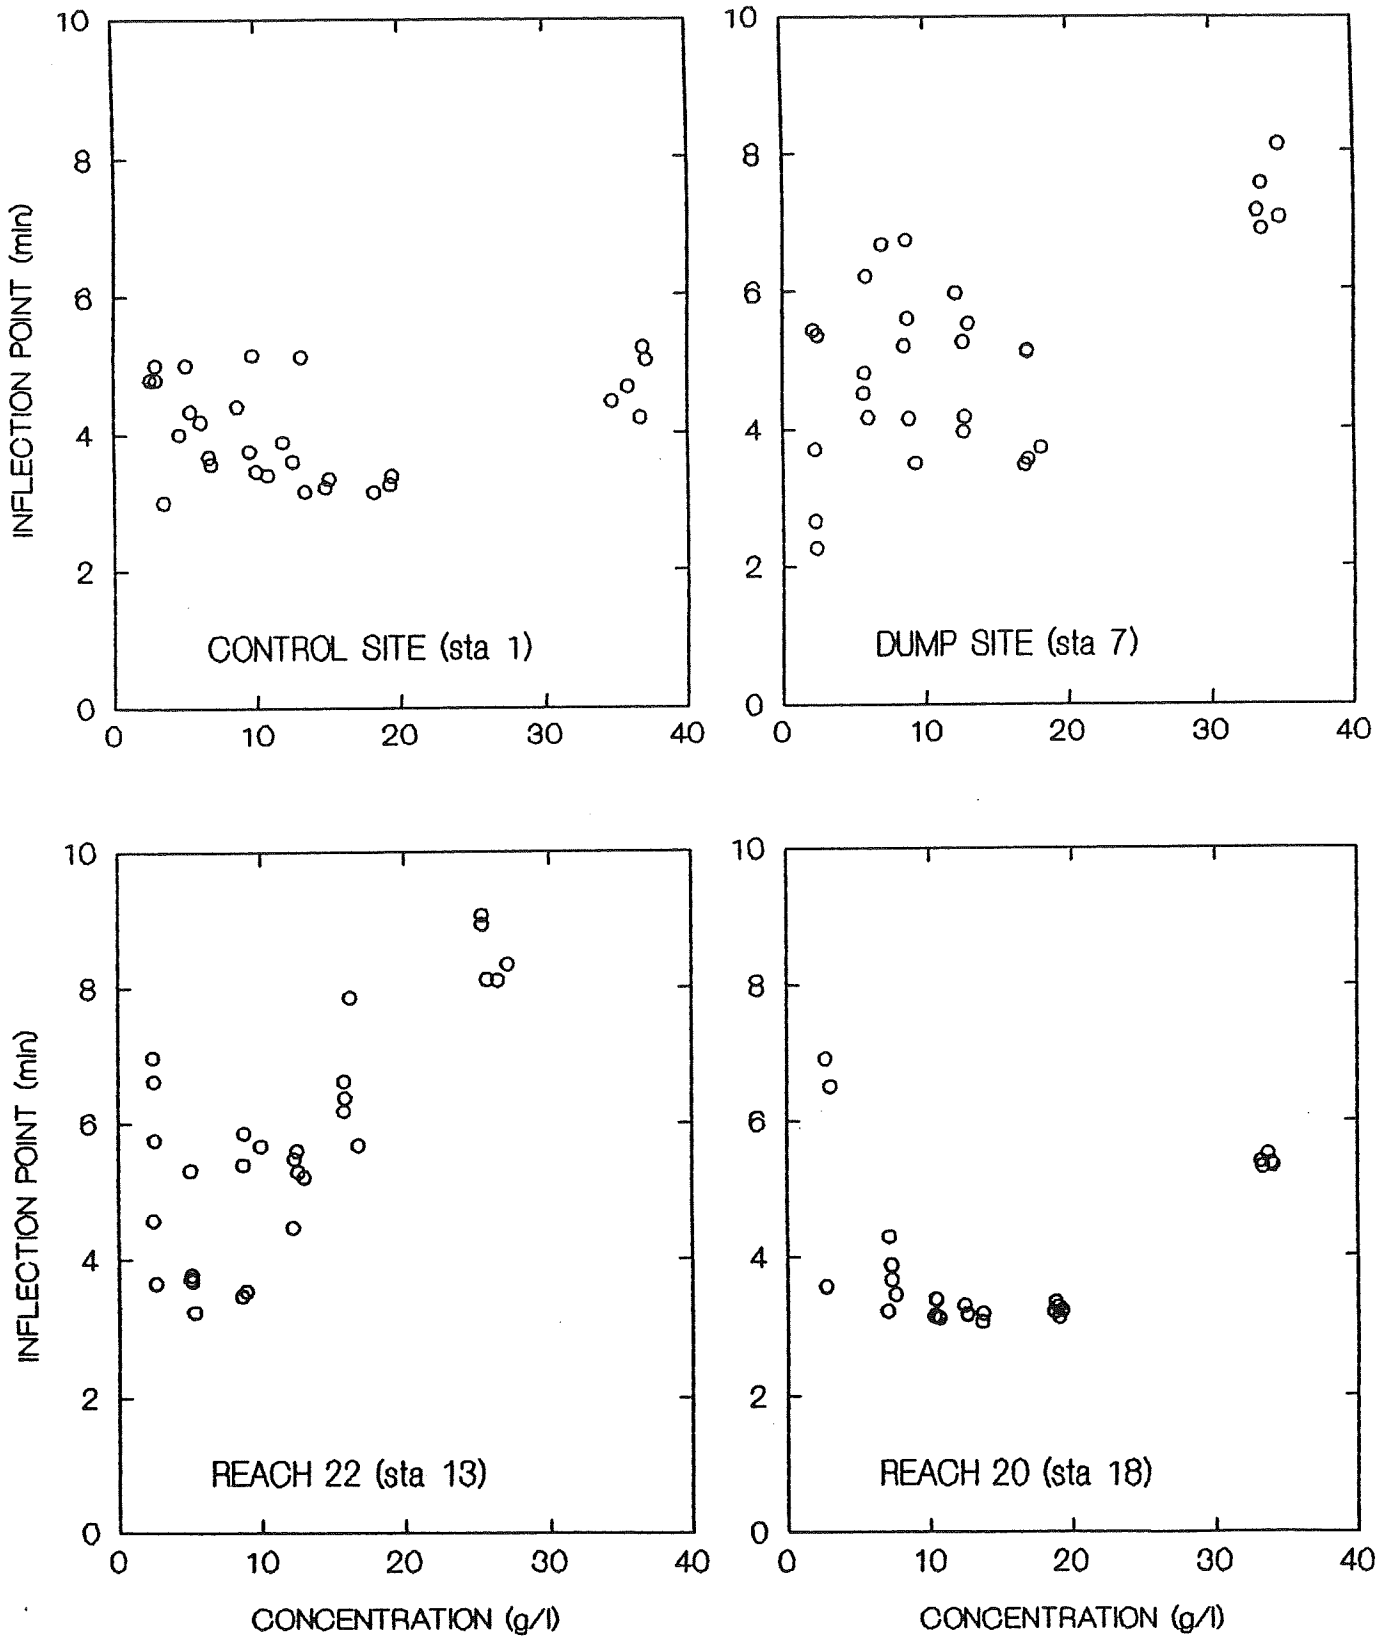 10
8
6
4
2
0
INFLECTION POINT (min)
CONTROL SITE (sta 1)
0 10 20 30 40
10
8
6
4
2
0
DUMP SITE (sta 7)
0 10 20 30 40
10
8
6
4
2
0
INFLECTION POINT (min)
REACH 22 (sta 13)
0 10 20 30 40
CONCENTRATION (g/l)
10
8
6
4
2
0
REACH 20 (sta 18)
0 10 20 30 40
CONCENTRATION (g/l)